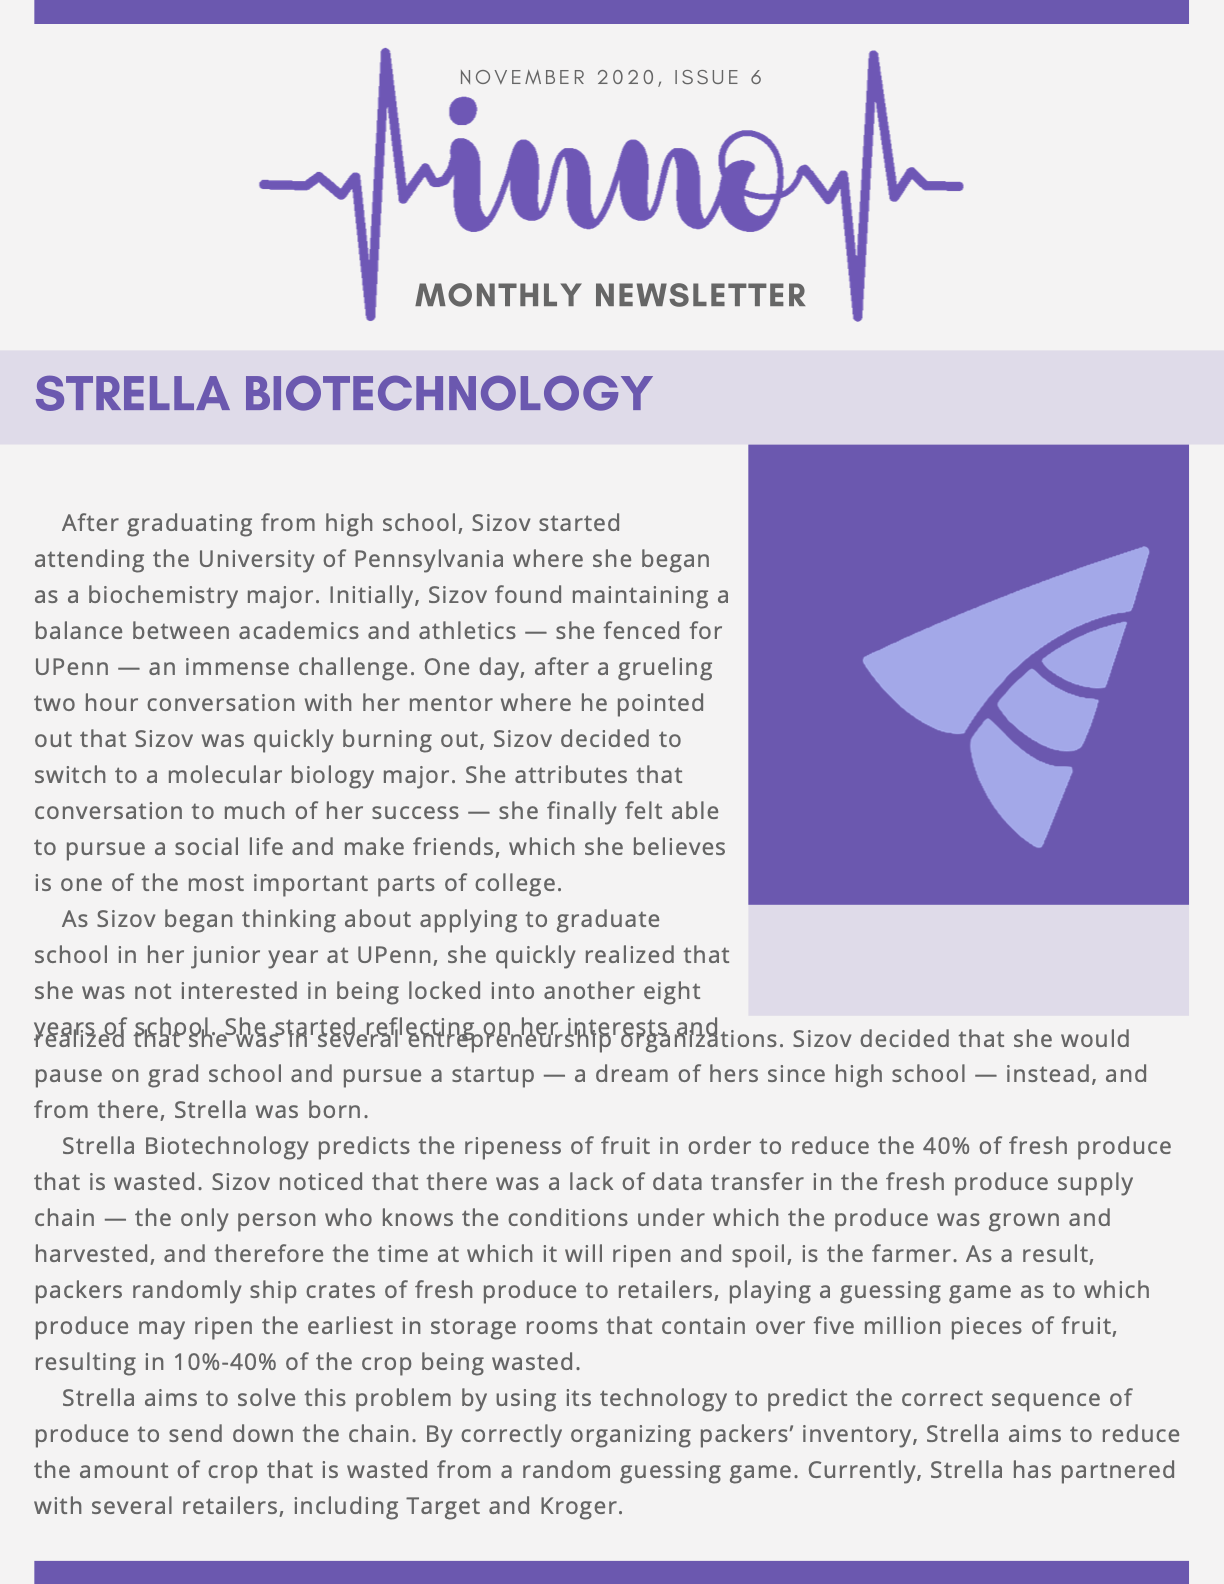 NOVEMBER 2020, ISSUE 6
inno
MONTHLY NEWSLETTER
STRELLA BIOTECHNOLOGY
After graduating from high school, Sizov started
attending the University of Pennsylvania where she began
as a biochemistry major. Initially, Sizov found maintaining a
balance between academics and athletics — she fenced for
UPenn — an immense challenge. One day, after a grueling
two hour conversation with her mentor where he pointed
out that Sizov was quickly burning out, Sizov decided to
switch to a molecular biology major. She attributes that
conversation to much of her success — she finally felt able
to pursue a social life and make friends, which she believes
is one of the most important parts of college.
As Sizov began thinking about applying to graduate
school in her junior year at UPenn, she quickly realized that
she was not interested in being locked into another eight
years of school. She started reflecting on her interests and
realized that she was in several entrepreneurship organizations. Sizov decided that she would
pause on grad school and pursue a startup — a dream of hers since high school — instead, and
from there, Strella was born.
Strella Biotechnology predicts the ripeness of fruit in order to reduce the 40% of fresh produce
that is wasted. Sizov noticed that there was a lack of data transfer in the fresh produce supply
chain — the only person who knows the conditions under which the produce was grown and
harvested, and therefore the time at which it will ripen and spoil, is the farmer. As a result,
packers randomly ship crates of fresh produce to retailers, playing a guessing game as to which
produce may ripen the earliest in storage rooms that contain over five million pieces of fruit,
resulting in 10%-40% of the crop being wasted.
Strella aims to solve this problem by using its technology to predict the correct sequence of
produce to send down the chain. By correctly organizing packers’ inventory, Strella aims to reduce
the amount of crop that is wasted from a random guessing game. Currently, Strella has partnered
with several retailers, including Target and Kroger.